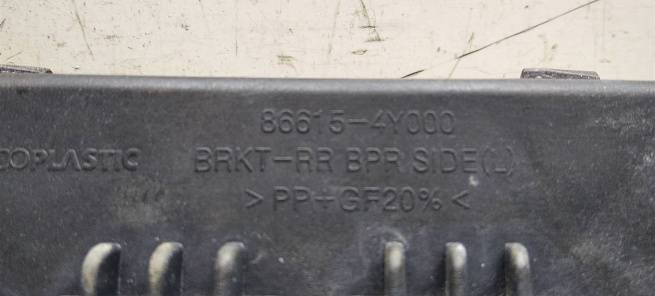 86615-4Y000
COPLASTIC BRKT-RR BPR SIDE(L)
>PP+GF20%<